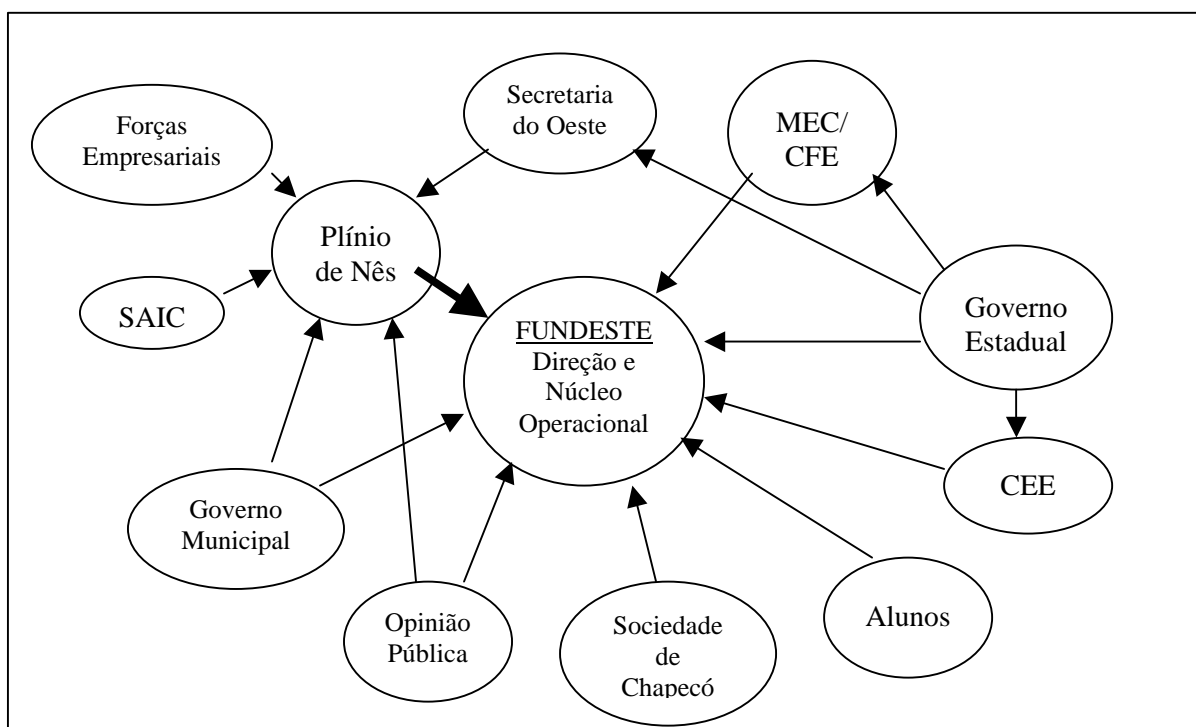 Forças
Empresariais
Secretaria
do Oeste
MEC/
CFE
Plínio
de Nês
SAIC
FUNDESTE
Direção e
Núcleo
Operacional
Governo
Estadual
Governo
Municipal
CEE
Opinião
Pública
Sociedade
de
Chapecó
Alunos